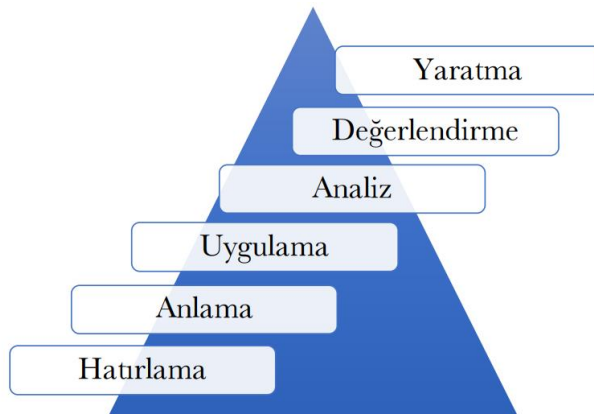 Yaratma
Değerlendirme
Analiz
Uygulama
Anlama
Hatırlama